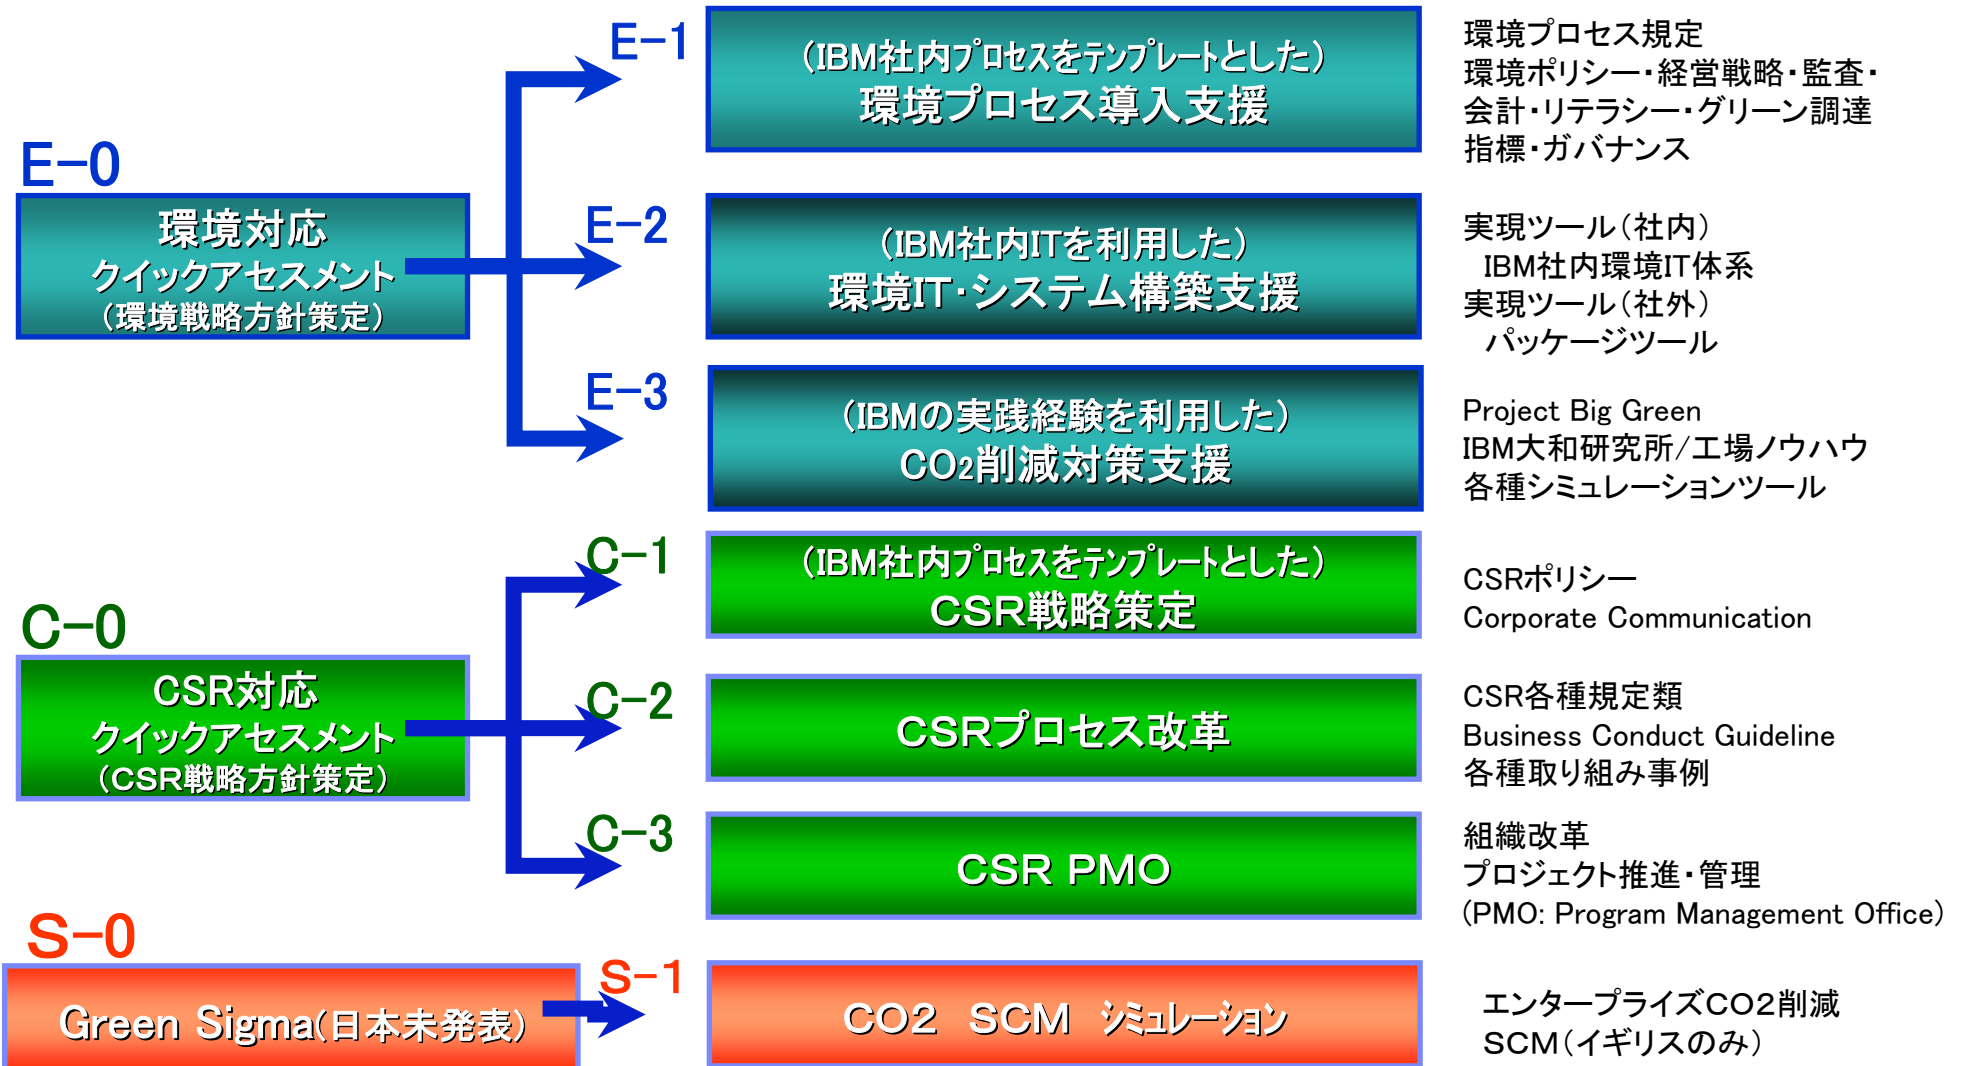 E-0
環境対応
クイックアセスメント
(環境戦略方針策定)
E-1
(IBM社内プロセスをテンプレートとした)
環境プロセス導入支援
環境プロセス規定
環境ポリシー・経営戦略・監査・
会計・リテラシー・グリーン調達
指標・ガバナンス
E-2
(IBM社内ITを利用した)
環境IT・システム構築支援
実現ツール(社内)
IBM社内環境IT体系
実現ツール(社外)
パッケージツール
E-3
(IBMの実践経験を利用した)
CO2削減対策支援
Project Big Green
IBM大和研究所/工場ノウハウ
各種シミュレーションツール
C-0
CSR対応
クイックアセスメント
(CSR戦略方針策定)
C-1
(IBM社内プロセスをテンプレートとした)
CSR戦略策定
CSRポリシー
Corporate Communication
C-2
CSRプロセス改革
CSR各種規定類
Business Conduct Guideline
各種取り組み事例
C-3
CSR PMO
組織改革
プロジェクト推進・管理
(PMO: Program Management Office)
S-0
Green Sigma(日本未発表)
S-1
CO2 SCM シミュレーション
エンタープライズCO2削減
SCM(イギリスのみ)